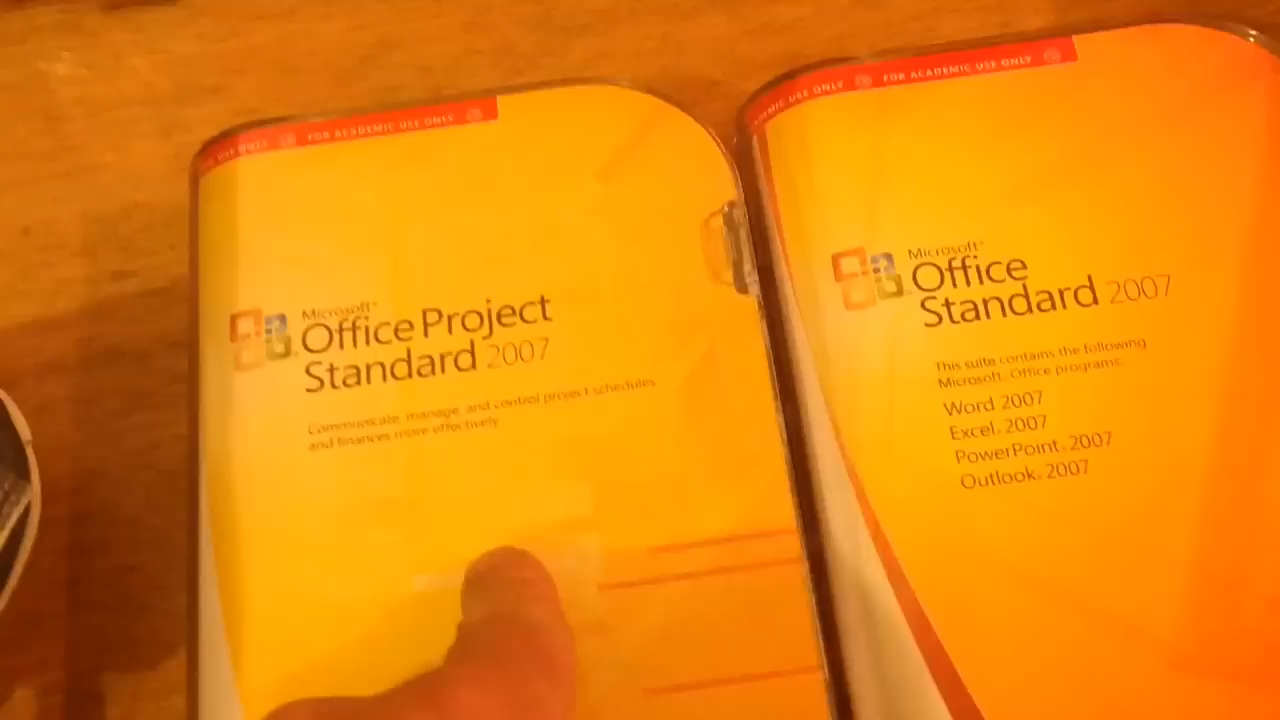 USE ONLY FOR ACADEMIC USE ONLY
Microsoft®
Office Project
Standard 2007
Communicate, manage, and control project schedules
and finances more effectively
USE ONLY FOR ACADEMIC USE ONLY
Microsoft®
Office
Standard 2007
This suite contains the following
Microsoft® Office programs:
Word 2007
Excel® 2007
PowerPoint® 2007
Outlook® 2007